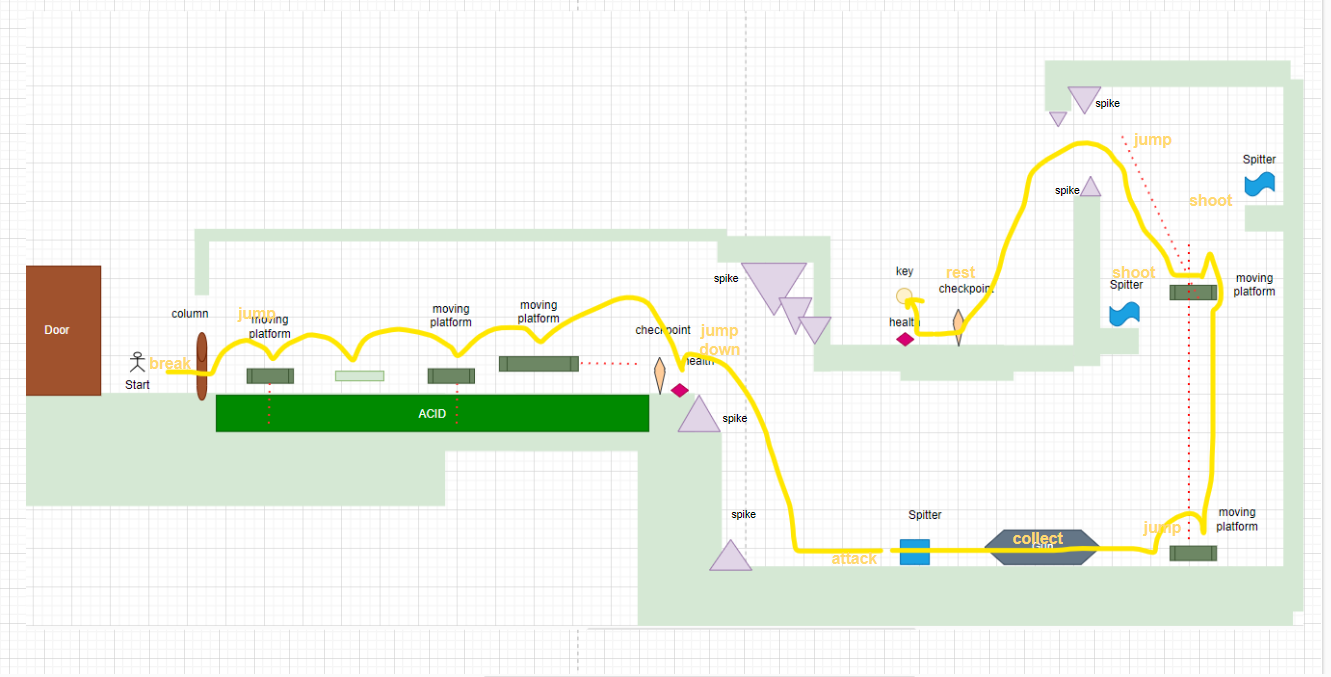 spike
jump
Spitter
spike
shoot
key
rest
shoot
checkpoint
Spitter
moving
platform
spike
column
jump
moving
platform
moving
platform
moving
platform
checkpoint
jump
down
health
health
Door
break
Start
ACID
spike
spike
Spitter
moving
platform
jump
collect
attack